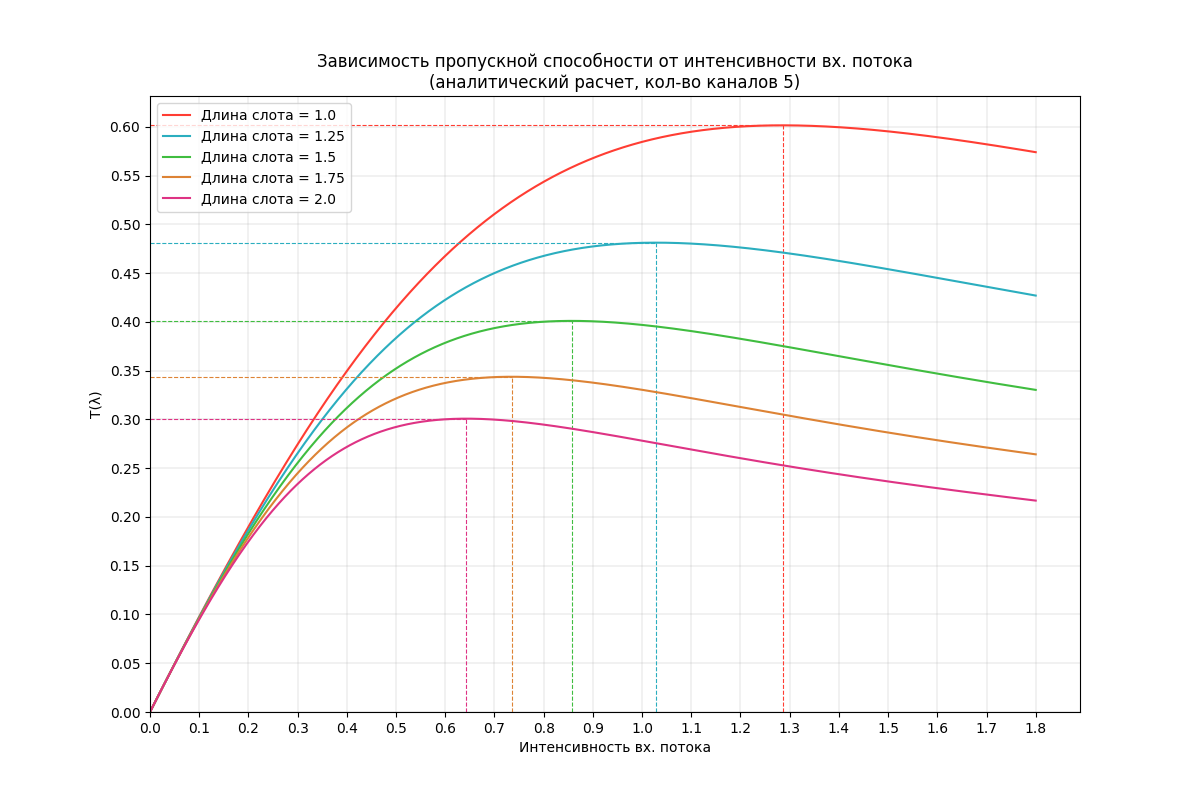 Зависимость пропускной способности от интенсивности вх. потока
(аналитический расчет, кол-во каналов 5)
Длина слота = 1.0
Длина слота = 1.25
Длина слота = 1.5
Длина слота = 1.75
Длина слота = 2.0
T(λ)
0.60
0.55
0.50
0.45
0.40
0.35
0.30
0.25
0.20
0.15
0.10
0.05
0.00
0.0 0.1 0.2 0.3 0.4 0.5 0.6 0.7 0.8 0.9 1.0 1.1 1.2 1.3 1.4 1.5 1.6 1.7 1.8
Интенсивность вх. потока